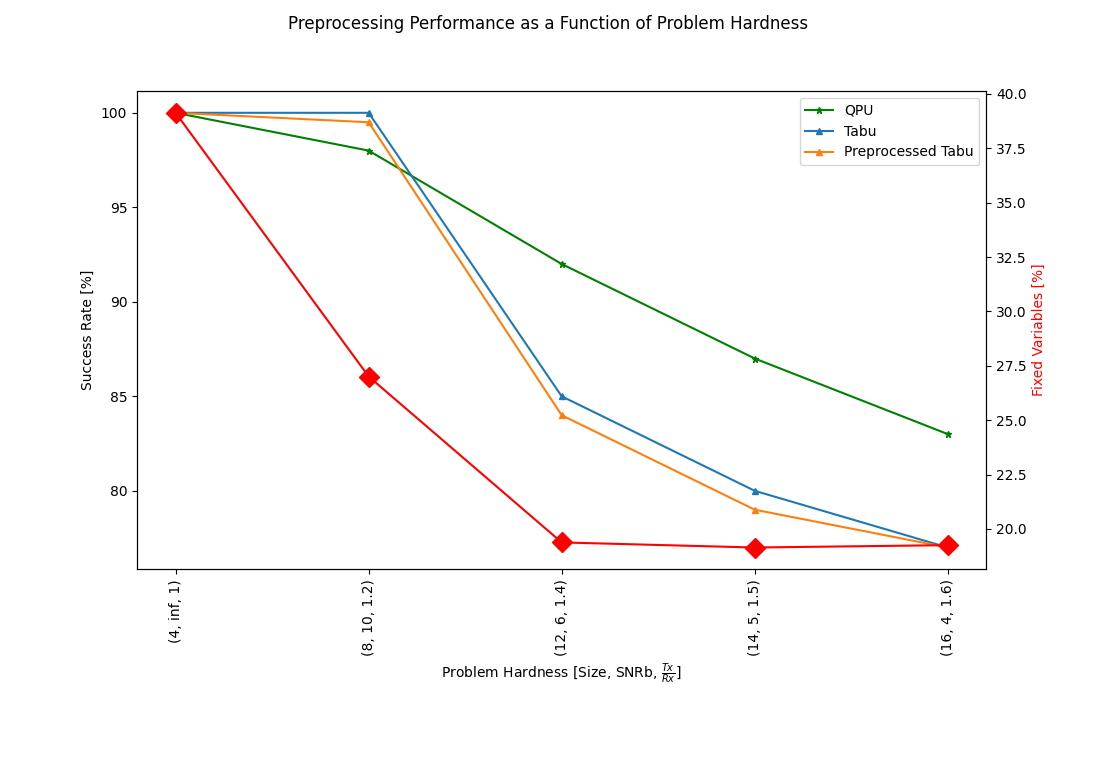 Preprocessing Performance as a Function of Problem Hardness
QPU
Tabu
Preprocessed Tabu
100
95
90
85
80
Success Rate [%]
40.0
37.5
35.0
32.5
30.0
27.5
25.0
22.5
20.0
Fixed Variables [%]
(4, inf, 1)
(8, 10, 1.2)
(12, 6, 1.4)
(14, 5, 1.5)
(16, 4, 1.6)
Problem Hardness [Size, SNRb, Tx/Rx]